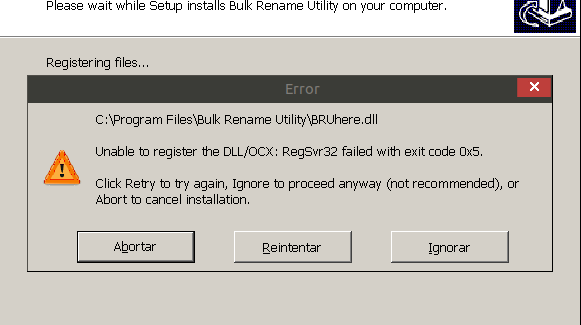 Please wait while Setup installs Bulk Rename Utility on your computer.
Registering files...
Error
C:\Program Files\Bulk Rename Utility\BRUhere.dll
Unable to register the DLL/OCX: RegSvr32 failed with exit code 0x5.
Click Retry to try again, Ignore to proceed anyway (not recommended), or
Abort to cancel installation.
Abortar
Reintentar
Ignorar